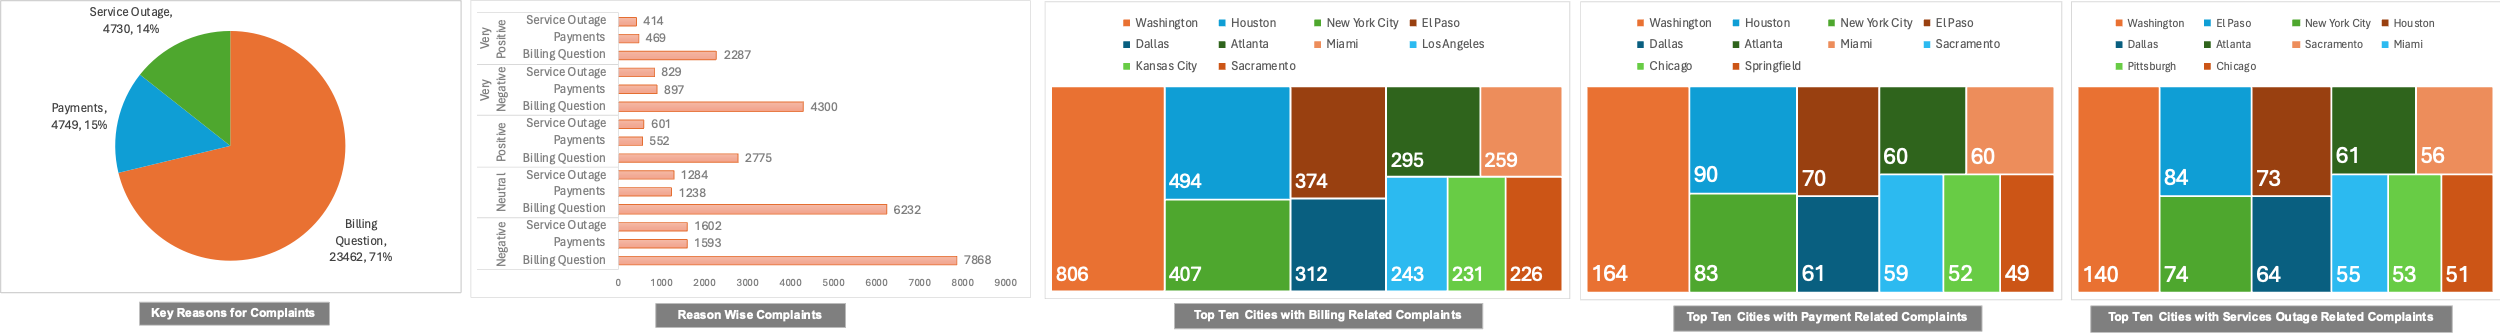 Service Outage,
4730, 14%
Payments,
4749, 15%
Billing
Question,
23462, 71%
Key Reasons for Complaints
Very
Positive
Service Outage 414
Payments 469
Billing Question 2287
Very
Negative
Service Outage 829
Payments 897
Billing Question 4300
Positive
Service Outage 601
Payments 552
Billing Question 2775
Neutral
Service Outage 1284
Payments 1238
Billing Question 6232
Negative
Service Outage 1602
Payments 1593
Billing Question 7868
0 1000 2000 3000 4000 5000 6000 7000 8000 9000
Reason Wise Complaints
Washington Houston New York City El Paso
Dallas Atlanta Miami Los Angeles
Kansas City Sacramento
295 259
494 374
806 407 312 243 231 226
Top Ten Cities with Billing Related Complaints
Washington Houston New York City El Paso
Dallas Atlanta Miami Sacramento
Chicago Springfield
60 60
90 70
164 83 61 59 52 49
Top Ten Cities with Payment Related Complaints
Washington El Paso New York City Houston
Dallas Atlanta Sacramento Miami
Pittsburgh Chicago
61 56
84 73
140 74 64 55 53 51
Top Ten Cities with Services Outage Related Complaints